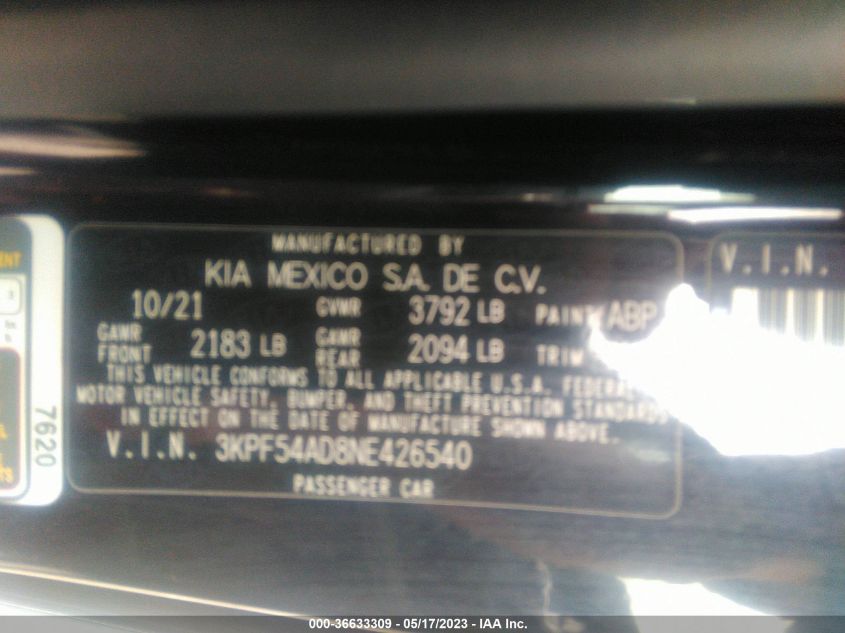 MANUFACTURED BY
KIA MEXICO S.A. DE C.V.
10/21 GVWR 3792 LB PAINT ABP
GAWR FRONT 2183 LB GAWR REAR 2094 LB TRIM
THIS VEHICLE CONFORMS TO ALL APPLICABLE U.S.A. FEDERAL
MOTOR VEHICLE SAFETY, BUMPER, AND THEFT PREVENTION STANDARDS
IN EFFECT ON THE DATE OF MANUFACTURE SHOWN ABOVE.
V.I.N. 3KPF54AD8NE426540
PASSENGER CAR
V.I.N.
7620
000-36633309 - 05/17/2023 - IAA Inc.